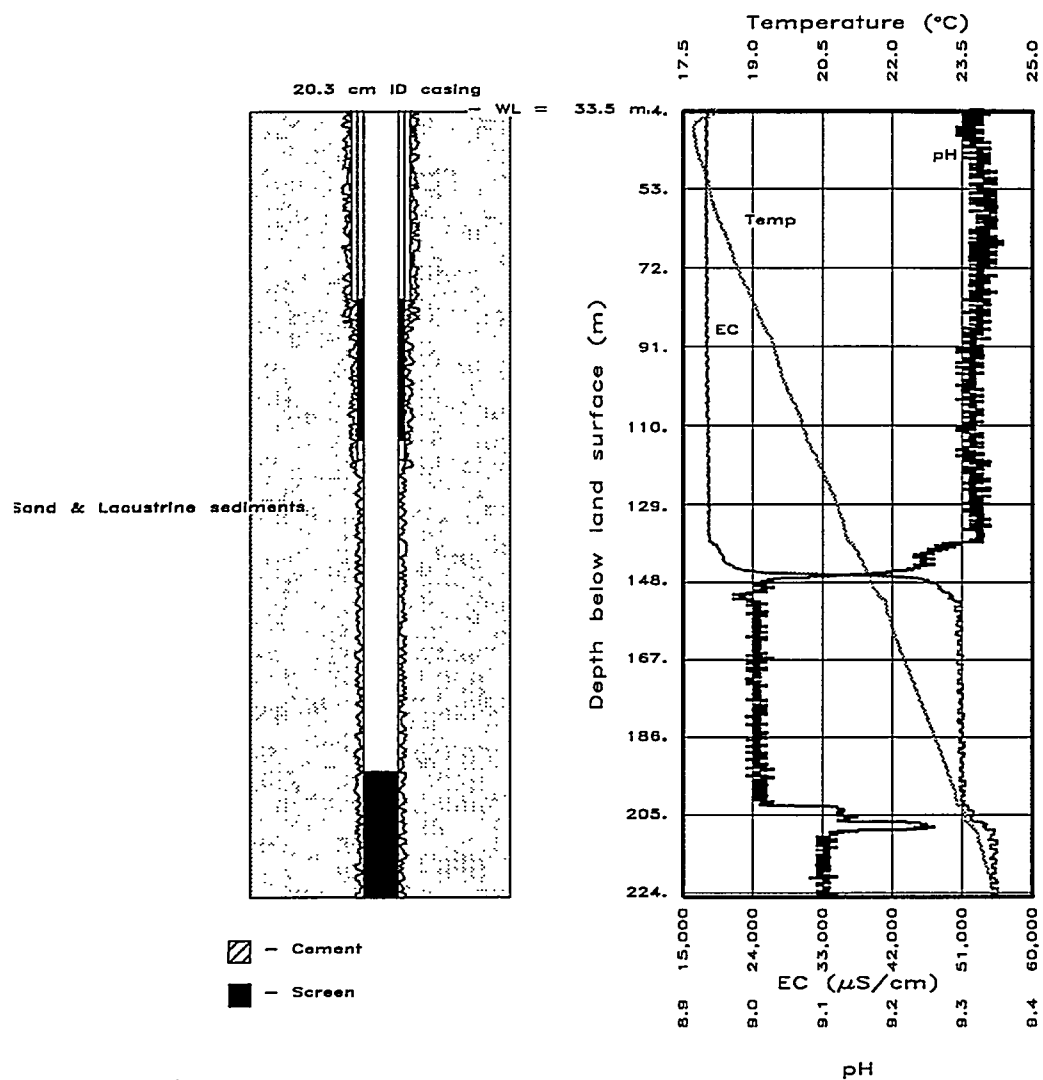 Temperature (°C)
17.5 19.0 20.5 22.0 23.5 25.0
20.3 cm ID casing
— WL = 33.5 m.
34.
pH
53.
Temp
72.
EC
91.
110.
Sand & Lacustrine sediments
129.
148.
167.
186.
205.
224.
Depth below land surface (m)
15,000 24,000 33,000 42,000 51,000 60,000
EC (μS/cm)
8.9 9.0 9.1 9.2 9.3 9.4
pH
— Cement
— Screen